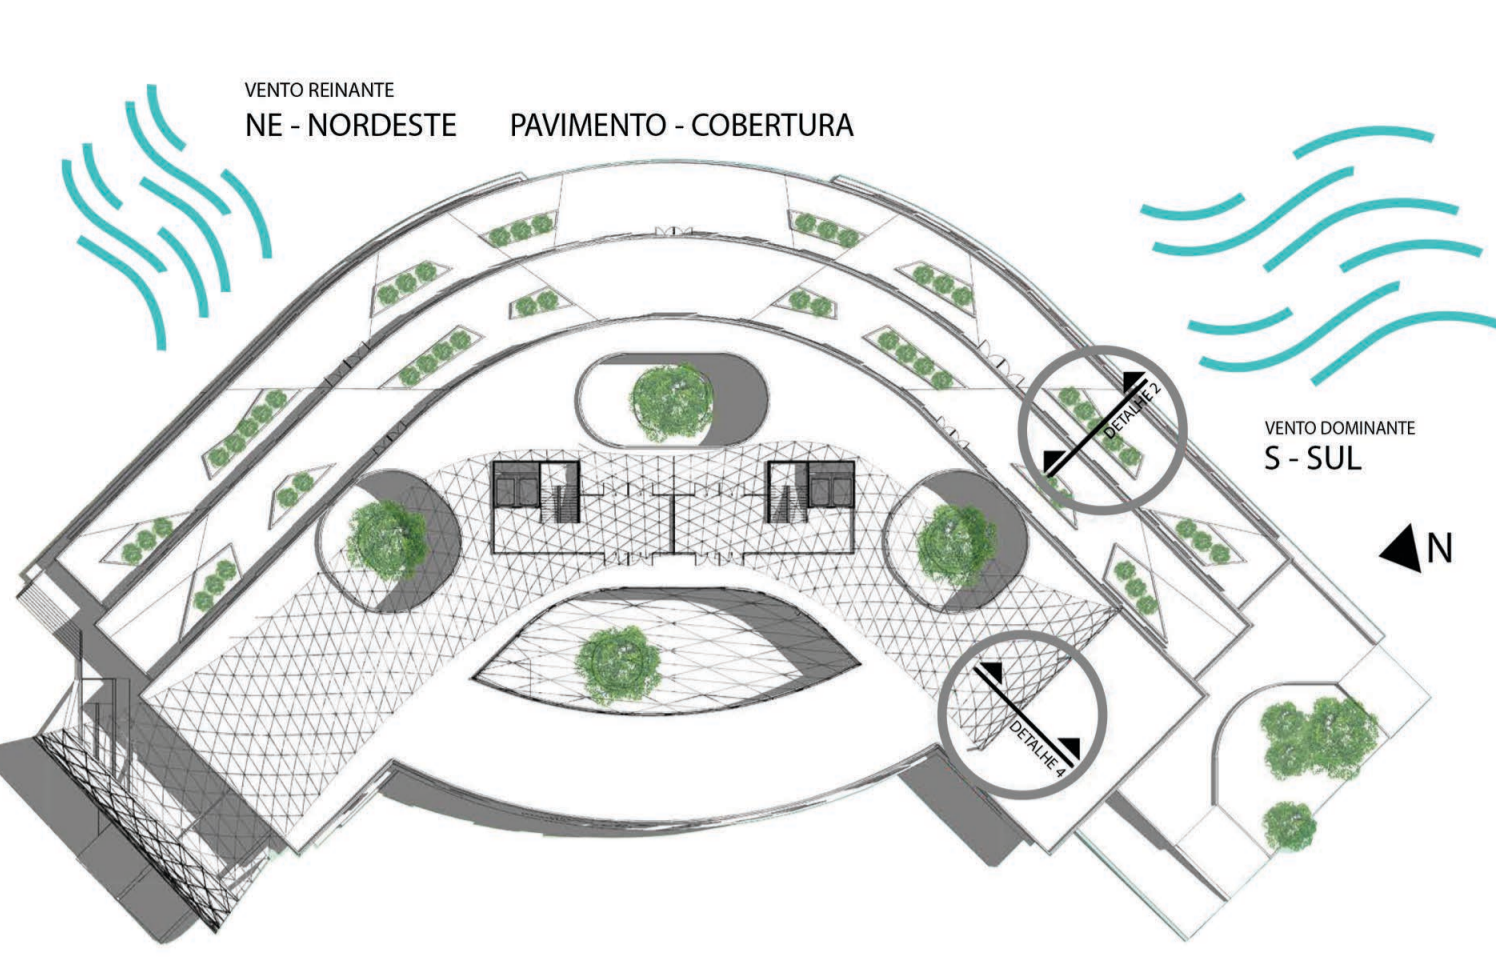 VENTO REINANTE
NE - NORDESTE
PAVIMENTO - COBERTURA
DETALHE 2
VENTO DOMINANTE
S - SUL
N
DETALHE 4